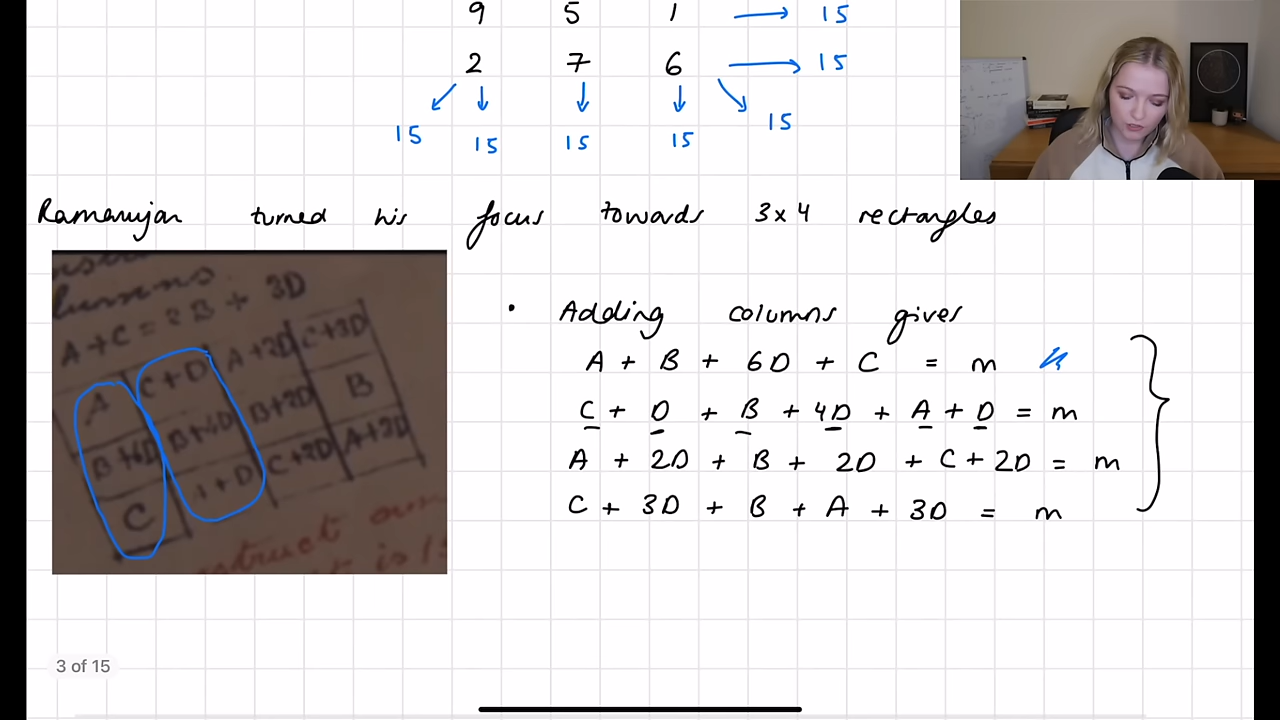 9 5 1 → 15
2 7 6 → 15
15 15 15 15 15
Ramanujan turned his focus towards 3x4 rectangles
A+C=2B+ 3D
A C+D A+2D C+3D
B+6D B+4D B+2D B
C A+D C+2D A+3D
• Adding columns gives
A + B + 6D + C = m
C + D + B + 4D + A + D = m
A + 2D + B + 2D + C + 2D = m
C + 3D + B + A + 3D = m
3 of 15